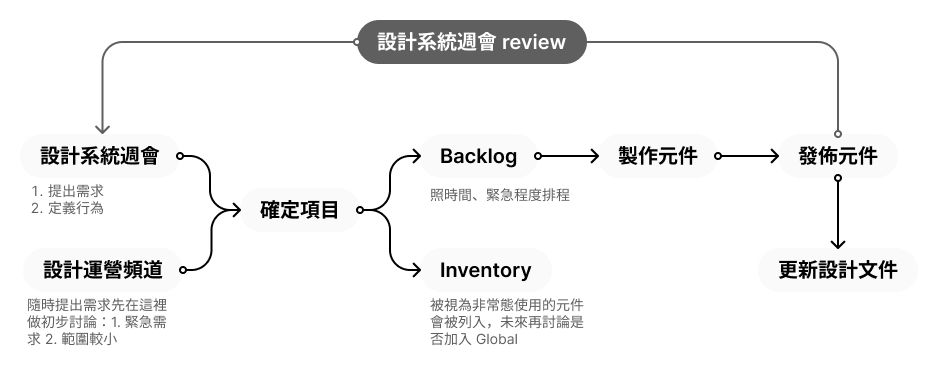 設計系統週會 review
設計系統週會
1. 提出需求
2. 定義行為
設計運營頻道
隨時提出需求先在這裡
做初步討論：1. 緊急需
求 2. 範圍較小
確定項目
Backlog
照時間、緊急程度排程
Inventory
被視為非常態使用的元件
會被列入，未來再討論是
否加入 Global
製作元件
發佈元件
更新設計文件